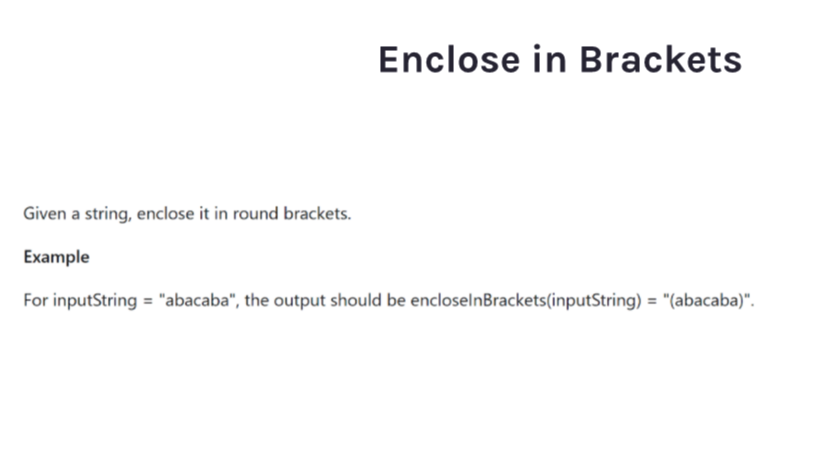 Enclose in Brackets
Given a string, enclose it in round brackets.
Example
For inputString = "abacaba", the output should be encloseInBrackets(inputString) = "(abacaba)".